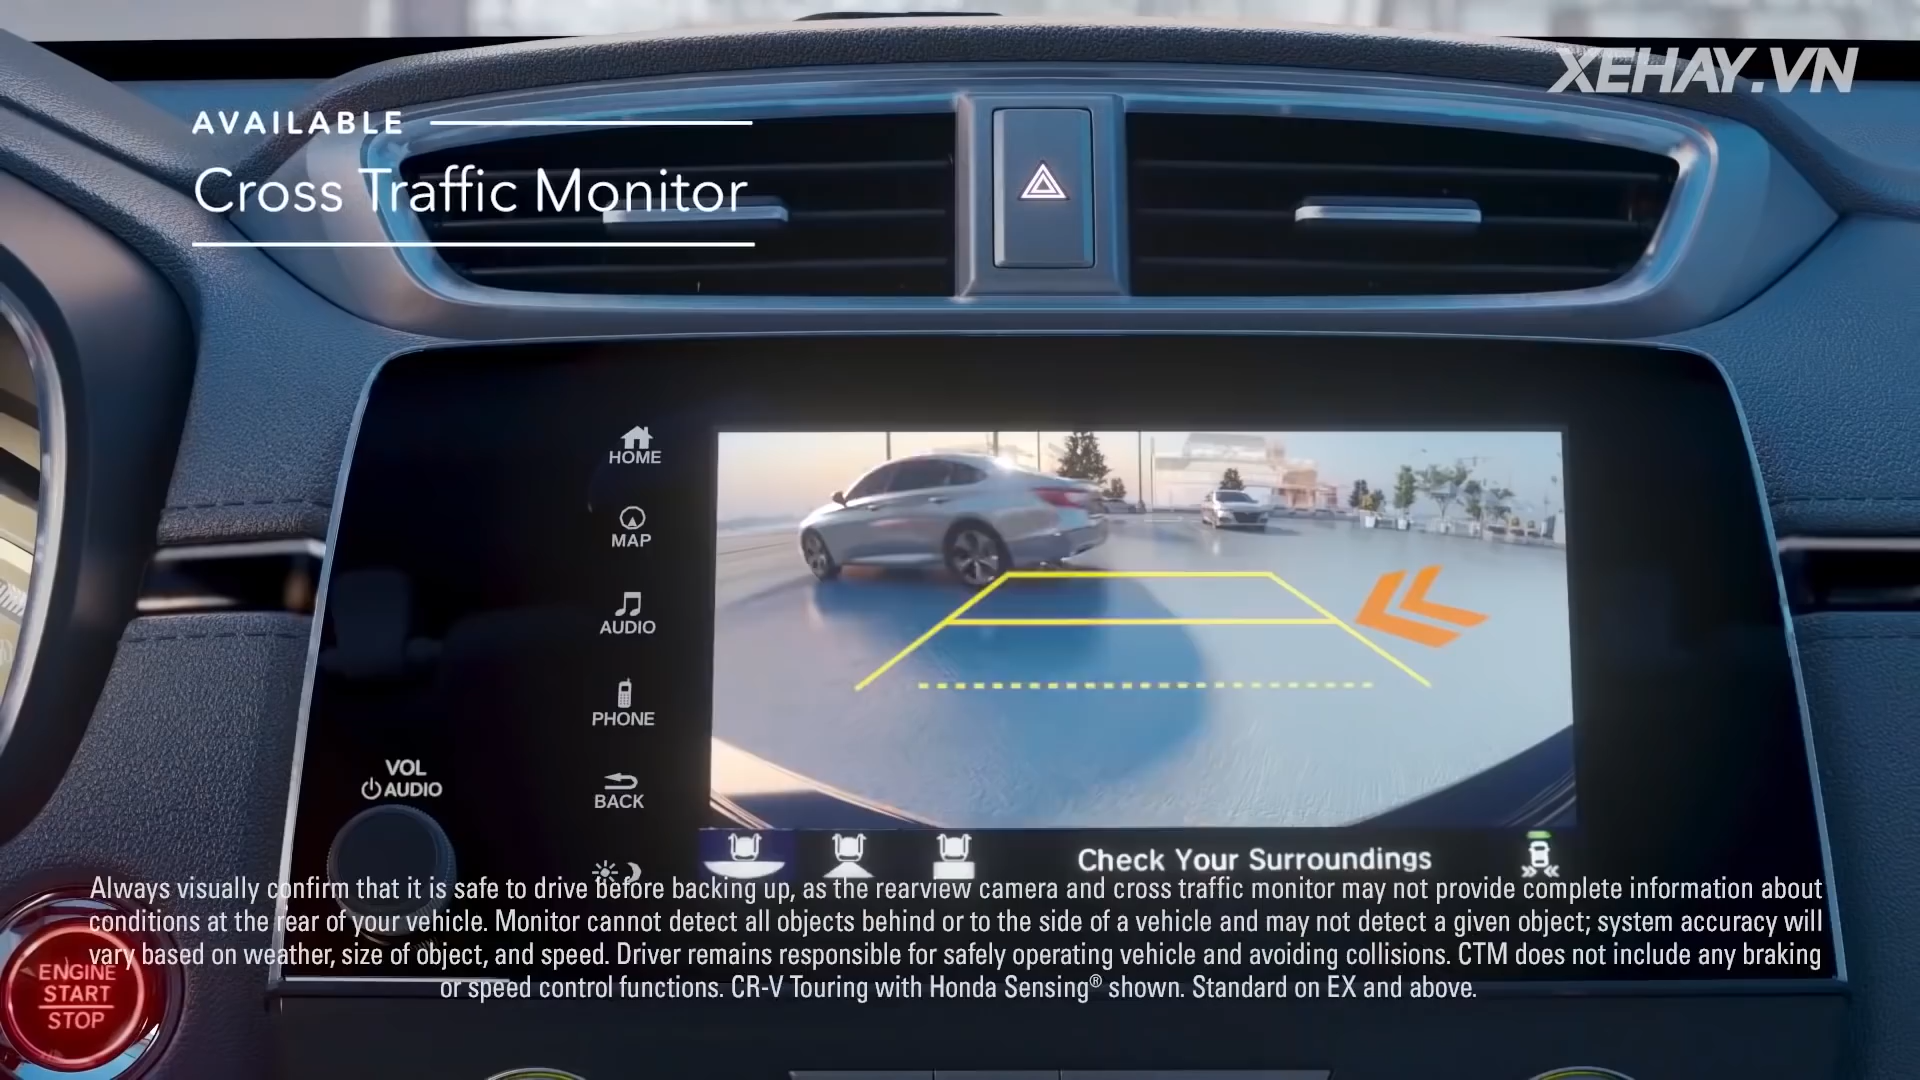 XEHAY.VN
AVAILABLE
Cross Traffic Monitor
HOME
MAP
AUDIO
PHONE
VOL
AUDIO
BACK
Check Your Surroundings
Always visually confirm that it is safe to drive before backing up, as the rearview camera and cross traffic monitor may not provide complete information about
conditions at the rear of your vehicle. Monitor cannot detect all objects behind or to the side of a vehicle and may not detect a given object; system accuracy will
vary based on weather, size of object, and speed. Driver remains responsible for safely operating vehicle and avoiding collisions. CTM does not include any braking
or speed control functions. CR-V Touring with Honda Sensing® shown. Standard on EX and above.
ENGINE
START
STOP